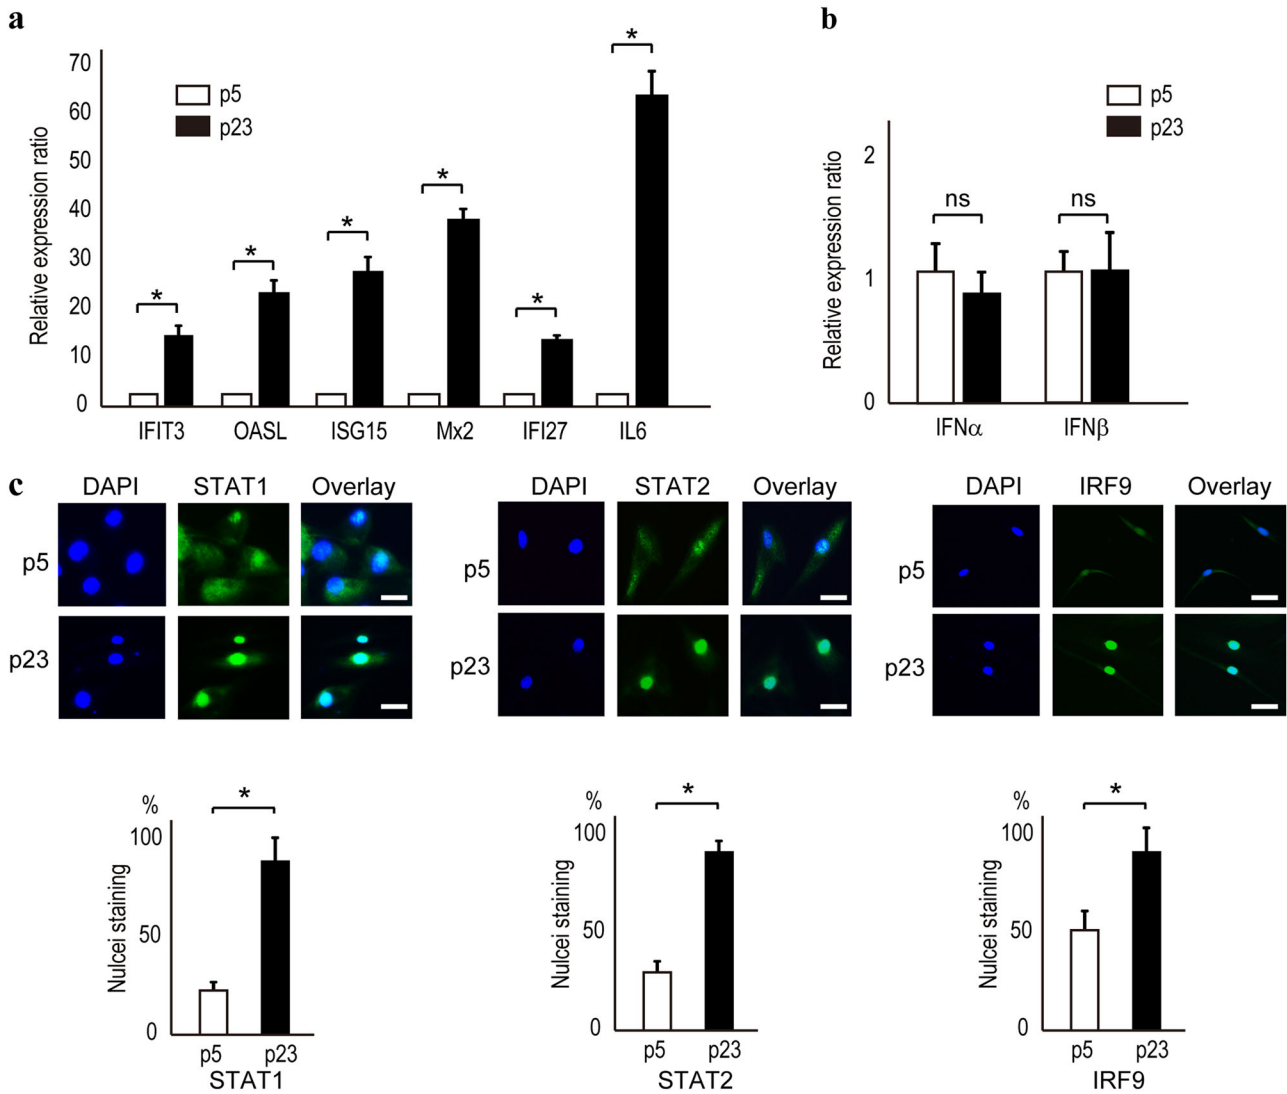 a
Relative expression ratio
70
60
50
40
30
20
10
0
p5
p23
*
*
*
*
*
*
IFIT3 OASL ISG15 Mx2 IFI27 IL6
b
Relative expression ratio
2
1
0
p5
p23
ns ns
IFNα IFNβ
c
DAPI STAT1 Overlay
p5
p23
DAPI STAT2 Overlay
p5
p23
DAPI IRF9 Overlay
p5
p23
%
Nulcei staining
100
50
0
*
p5 p23
STAT1
%
Nulcei staining
100
50
0
*
p5 p23
STAT2
%
Nulcei staining
100
50
0
*
p5 p23
IRF9